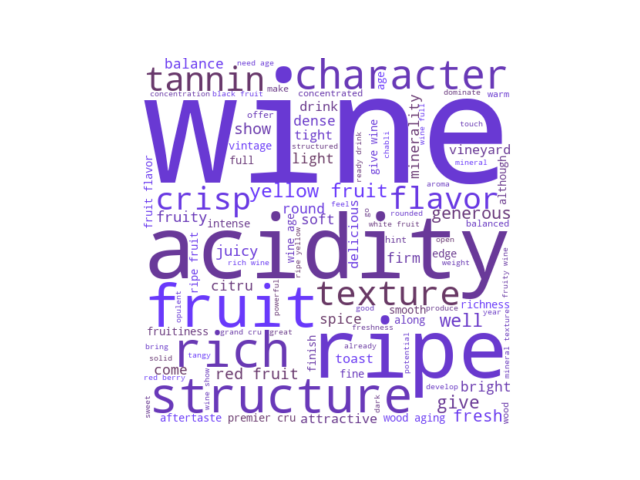 balance
need age
tannin
character
make
age
concentration
black fruit
concentrated
dominate
warm
wine
offer
drink
touch
show
dense
give wine
minerality
wine full
vintage
tight
structured
chabli
vineyard
full
light
ready drink
mineral
although
fruit flavor
crisp
yellow fruit
flavor
aroma
round
feel
delicious
go
rounded
generous
fruity
intense
soft
white fruit
balanced
acidity
ripe fruit
juicy
wine age
ripe yellow
hint
open
edge
firm
rich wine
weight
fruity wine
citru
powerful
fruit
opulent
texture
richness
good
smooth
produce
year
spice
along
well
mineral texture
fruitiness
grand cru
great
freshness
ripe
bring
rich
finish
already
potential
solid
tangy
toast
come
red fruit
fine
red berry
wine show
structure
dark
develop
bright
give
wood
sweet
aftertaste
premier cru
attractive
wood aging
fresh